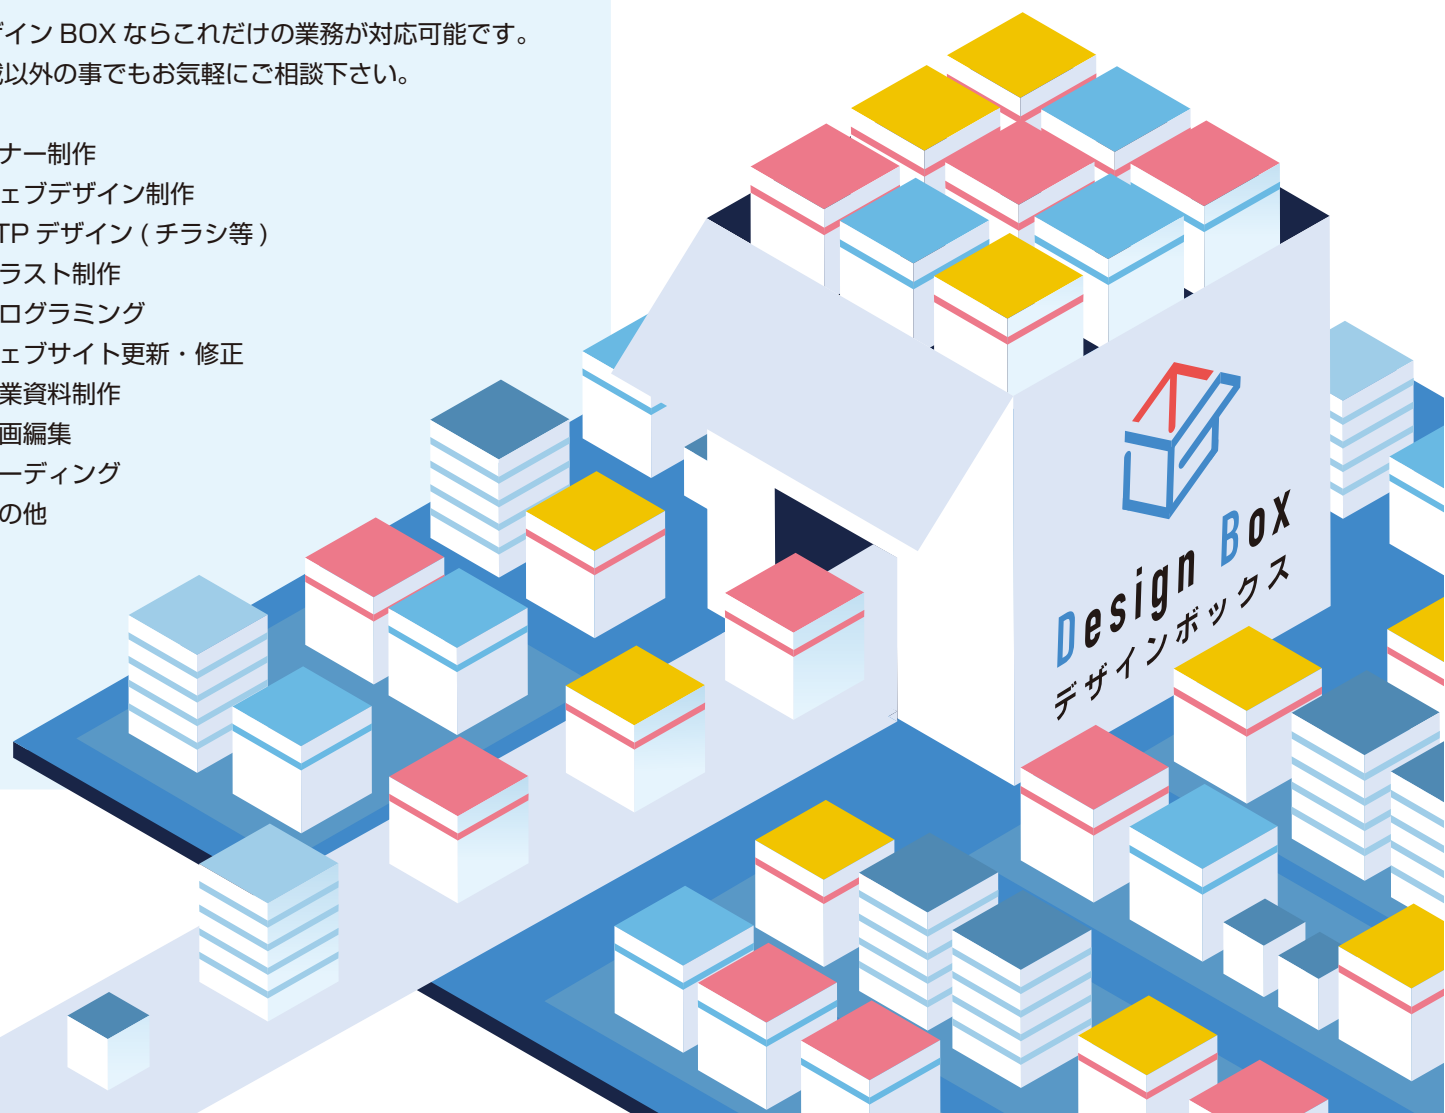 ザイン BOX ならこれだけの業務が対応可能です。
以外の事でもお気軽にご相談下さい。
ナー制作
ェブデザイン制作
TP デザイン ( チラシ等 )
ラスト制作
ログラミング
ェブサイト更新・修正
業資料制作
画編集
ーディング
の他
Design Box
デザインボックス